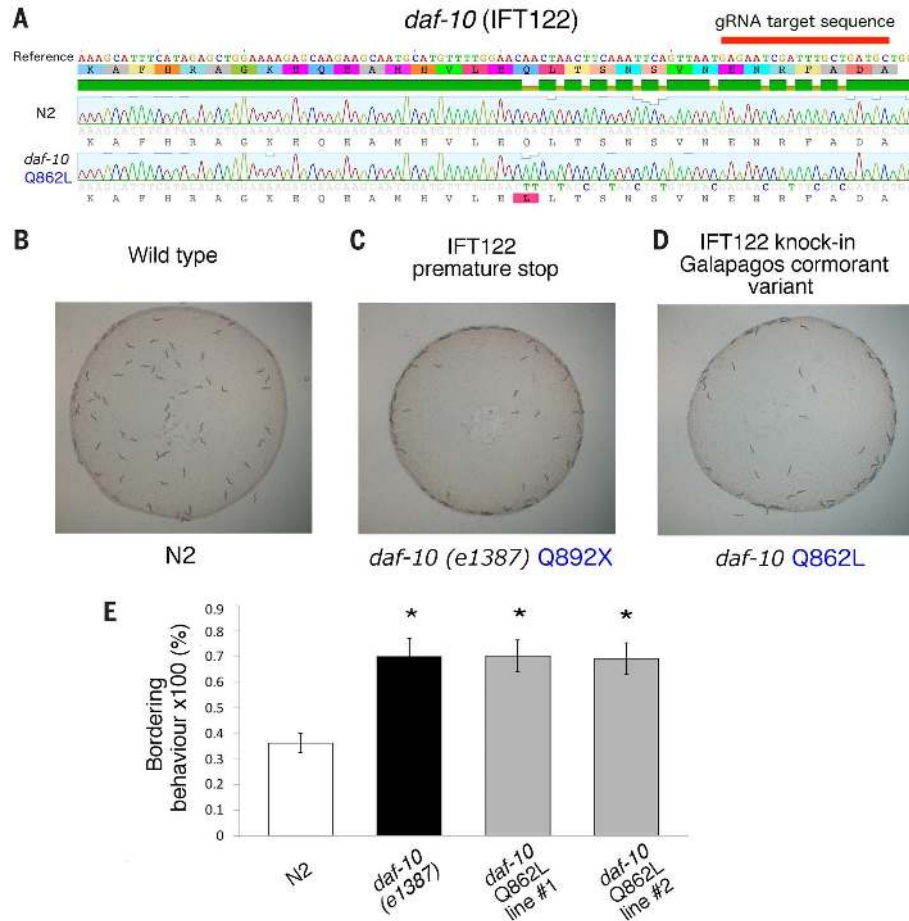 A
daf-10 (IFT122)
gRNA target sequence
Reference
AAAGCATTTCATAGAGCTGGAAAAGAGCAAGAAGCAATGCATGTTTTGGAACAACTAACTTCAAATTCAGTTAATGAGAATCGATTTGCTGATGCTGG
K A F H R A G K E Q E A M H V L E Q L T S N S V N E N R F A D A
N2
K A F H R A G K E Q E A M H V L E Q L T S N S V N E N R F A D A
daf-10
Q862L
K A F H R A G K E Q E A M H V L E L L T S N S V N E N R F A D A
B
Wild type
N2
C
IFT122
premature stop
daf-10 (e1387) Q892X
D
IFT122 knock-in
Galapagos cormorant
variant
daf-10 Q862L
E
Bordering
behaviour x100 (%)
0.9
0.8
0.7
0.6
0.5
0.4
0.3
0.2
0.1
0
*
*
*
N2
daf-10
(e1387)
daf-10
Q862L
line #1
daf-10
Q862L
line #2